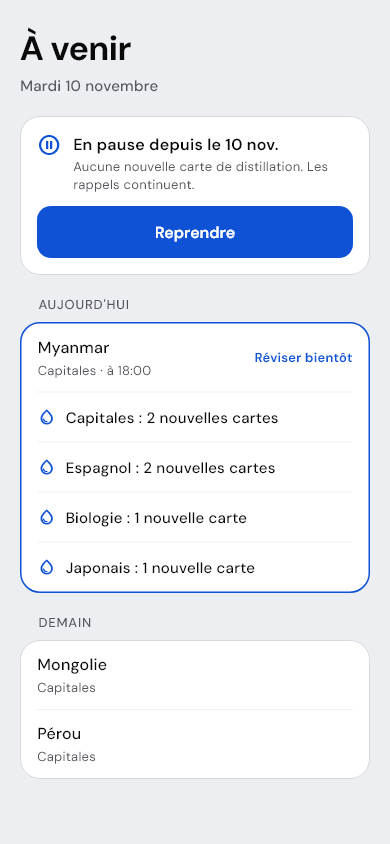 À venir
Mardi 10 novembre
En pause depuis le 10 nov.
Aucune nouvelle carte de distillation. Les
rappels continuent.
Reprendre
AUJOURD'HUI
Myanmar
Capitales · à 18:00
Réviser bientôt
Capitales : 2 nouvelles cartes
Espagnol : 2 nouvelles cartes
Biologie : 1 nouvelle carte
Japonais : 1 nouvelle carte
DEMAIN
Mongolie
Capitales
Pérou
Capitales